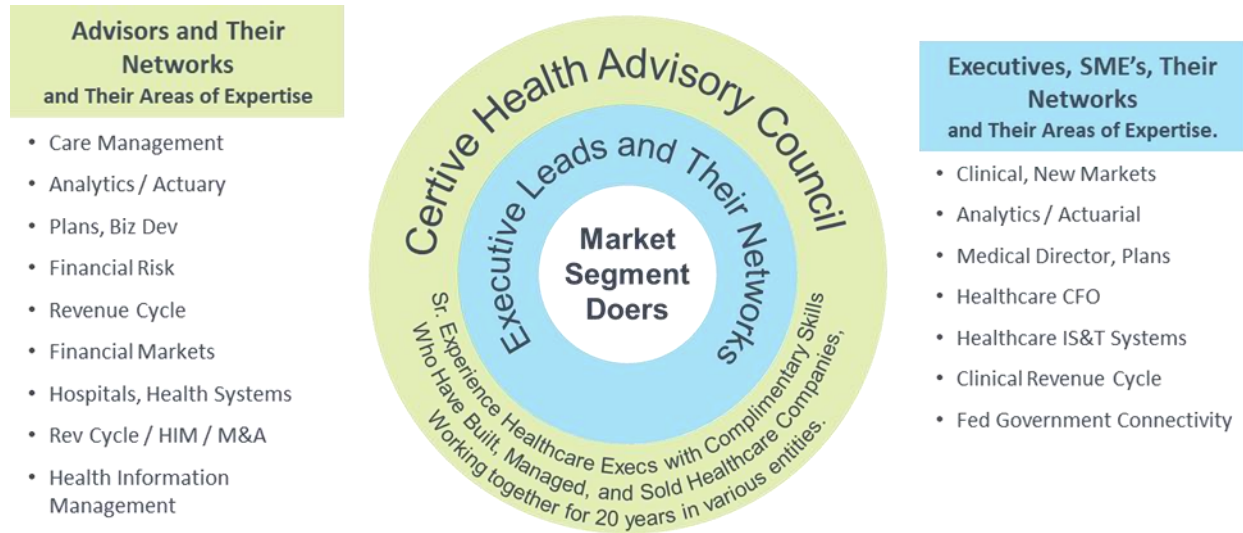 Advisors and Their
Networks
and Their Areas of Expertise
• Care Management
• Analytics / Actuary
• Plans, Biz Dev
• Financial Risk
• Revenue Cycle
• Financial Markets
• Hospitals, Health Systems
• Rev Cycle / HIM / M&A
• Health Information
Management
Certive Health Advisory Council
Executive Leads and Their Networks
Market
Segment
Doers
Sr. Experience Healthcare Execs with Complimentary Skills
Who Have Built, Managed, and Sold Healthcare Companies,
Working together for 20 years in various entities.
Executives, SME's, Their
Networks
and Their Areas of Expertise.
• Clinical, New Markets
• Analytics / Actuarial
• Medical Director, Plans
• Healthcare CFO
• Healthcare IS&T Systems
• Clinical Revenue Cycle
• Fed Government Connectivity